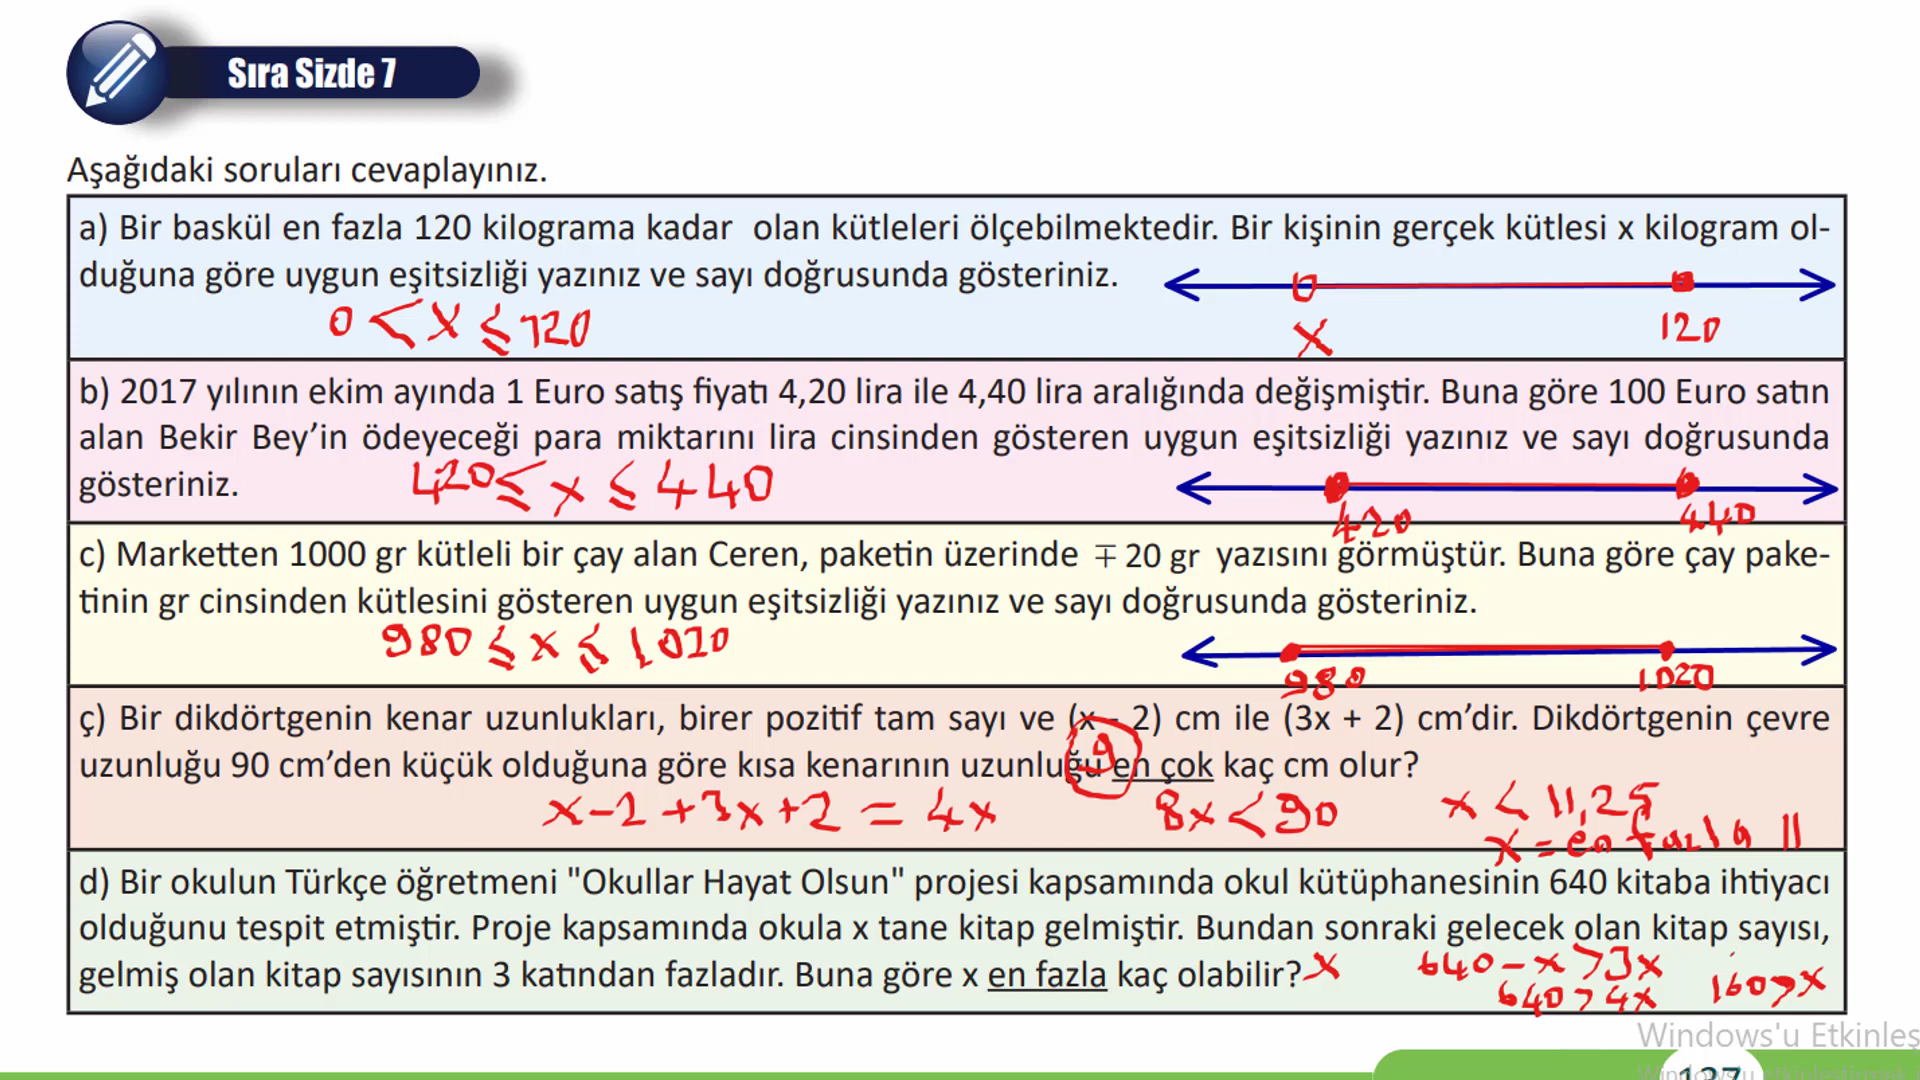 Sıra Sizde 7
Aşağıdaki soruları cevaplayınız.
a) Bir baskül en fazla 120 kilograma kadar olan kütleleri ölçebilmektedir. Bir kişinin gerçek kütlesi x kilogram ol-
duğuna göre uygun eşitsizliği yazınız ve sayı doğrusunda gösteriniz.
0 < x ≤ 120
x 120
b) 2017 yılının ekim ayında 1 Euro satış fiyatı 4,20 lira ile 4,40 lira aralığında değişmiştir. Buna göre 100 Euro satın
alan Bekir Bey’in ödeyeceği para miktarını lira cinsinden gösteren uygun eşitsizliği yazınız ve sayı doğrusunda
gösteriniz. 420 ≤ x ≤ 440
420 440
c) Marketten 1000 gr kütleli bir çay alan Ceren, paketin üzerinde ∓ 20 gr yazısını görmüştür. Buna göre çay pake-
tinin gr cinsinden kütlesini gösteren uygun eşitsizliği yazınız ve sayı doğrusunda gösteriniz.
980 ≤ x ≤ 1020
980 1020
ç) Bir dikdörtgenin kenar uzunlukları, birer pozitif tam sayı ve (x - 2) cm ile (3x + 2) cm’dir. Dikdörtgenin çevre
9
uzunluğu 90 cm’den küçük olduğuna göre kısa kenarının uzunluğu en çok kaç cm olur?
x-2+3x+2 = 4x 8x < 90 x < 11,25
x = en fazla 11
d) Bir okulun Türkçe öğretmeni "Okullar Hayat Olsun" projesi kapsamında okul kütüphanesinin 640 kitaba ihtiyacı
olduğunu tespit etmiştir. Proje kapsamında okula x tane kitap gelmiştir. Bundan sonraki gelecek olan kitap sayısı,
gelmiş olan kitap sayısının 3 katından fazladır. Buna göre x en fazla kaç olabilir? x 640-x > 3x 160 > x
640 > 4x
Windows'u Etkinleş